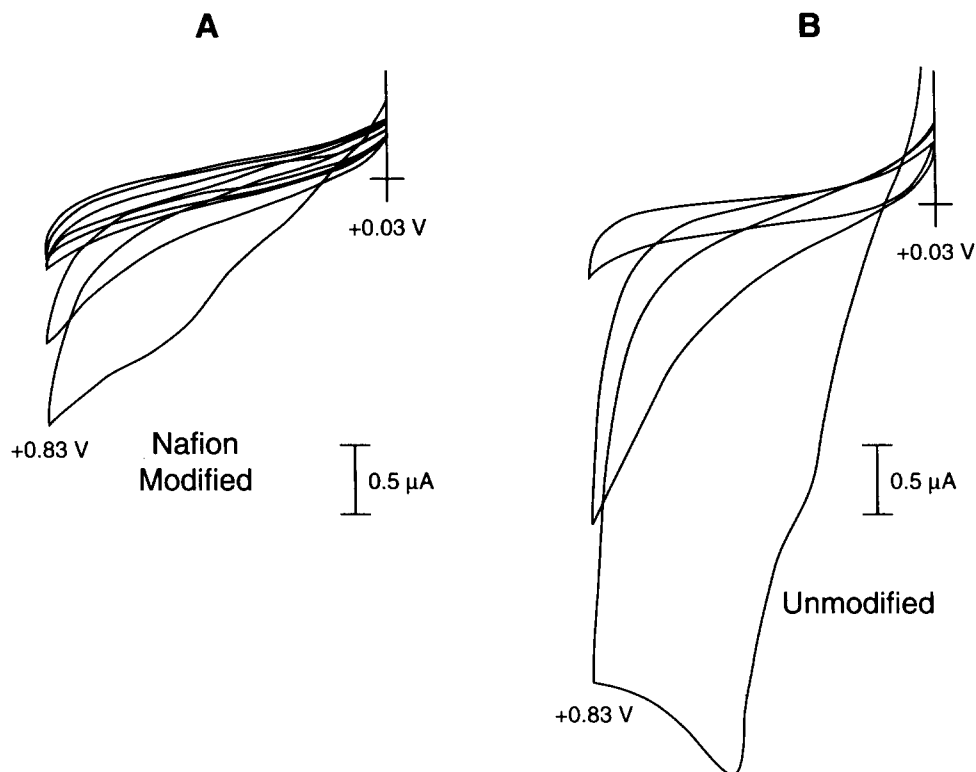 A
B
+0.03 V
+0.03 V
+0.83 V
Nafion
Modified
0.5 μA
0.5 μA
Unmodified
+0.83 V